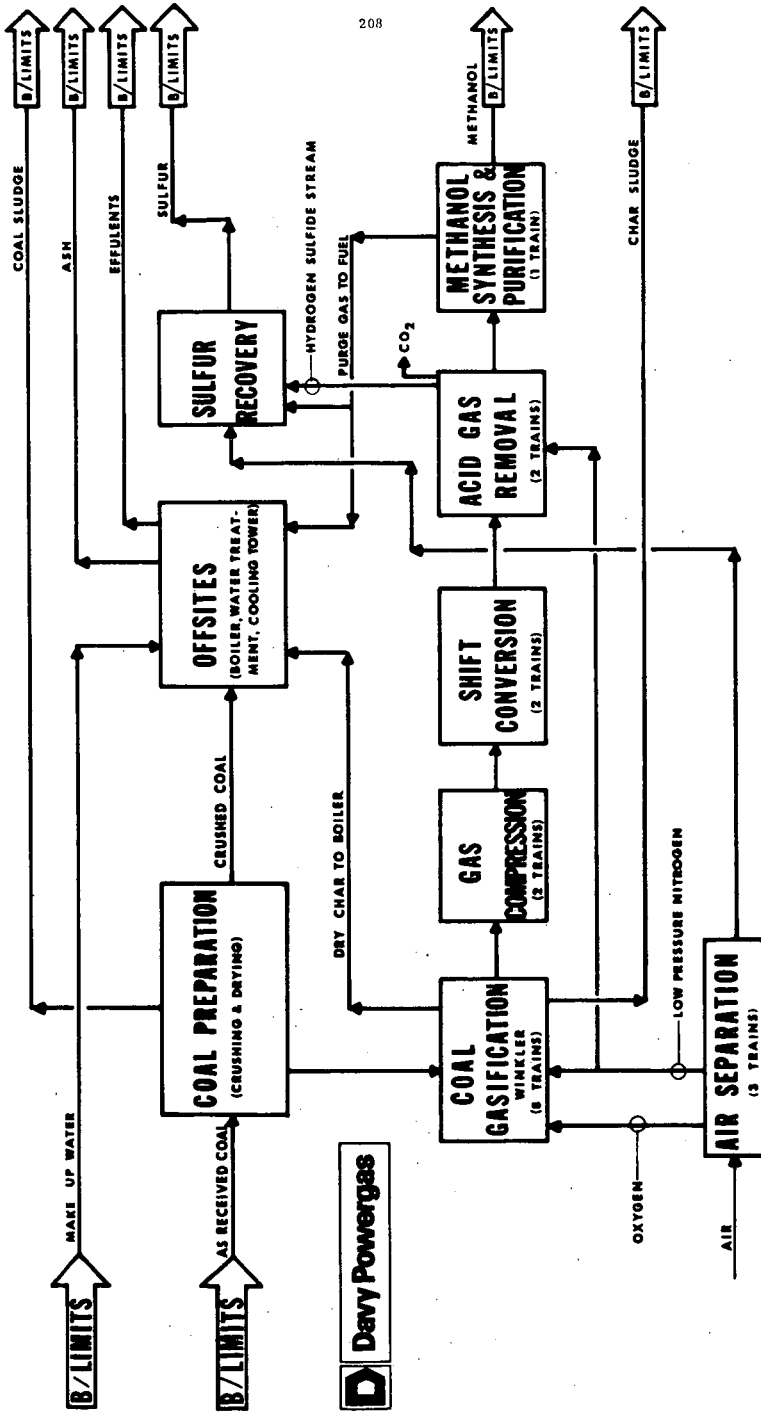 208
B/LIMITS
MAKE UP WATER
B/LIMITS
AS RECEIVED COAL
Davy Powergas
COAL SLUDGE
B/LIMITS
ASH
B/LIMITS
EFFULENTS
B/LIMITS
SULFUR
B/LIMITS
COAL PREPARATION
(CRUSHING & DRYING)
CRUSHED COAL
OFFSITES
(BOILER, WATER TREAT-
MENT, COOLING TOWER)
SULFUR
RECOVERY
HYDROGEN SULFIDE STREAM
PURGE GAS TO FUEL
DRY CHAR TO BOILER
CO2
COAL
GASIFICATION
WINKLER
GAS
COMPRESSION
(2 TRAINS)
SHIFT
CONVERSION
(2 TRAINS)
ACID GAS
REMOVAL
(2 TRAINS)
METHANOL
SYNTHESIS &
PURIFICATION
(1 TRAIN)
METHANOL
B/LIMITS
CHAR SLUDGE
B/LIMITS
OXYGEN
LOW PRESSURE NITROGEN
AIR
AIR SEPARATION
(3 TRAINS)